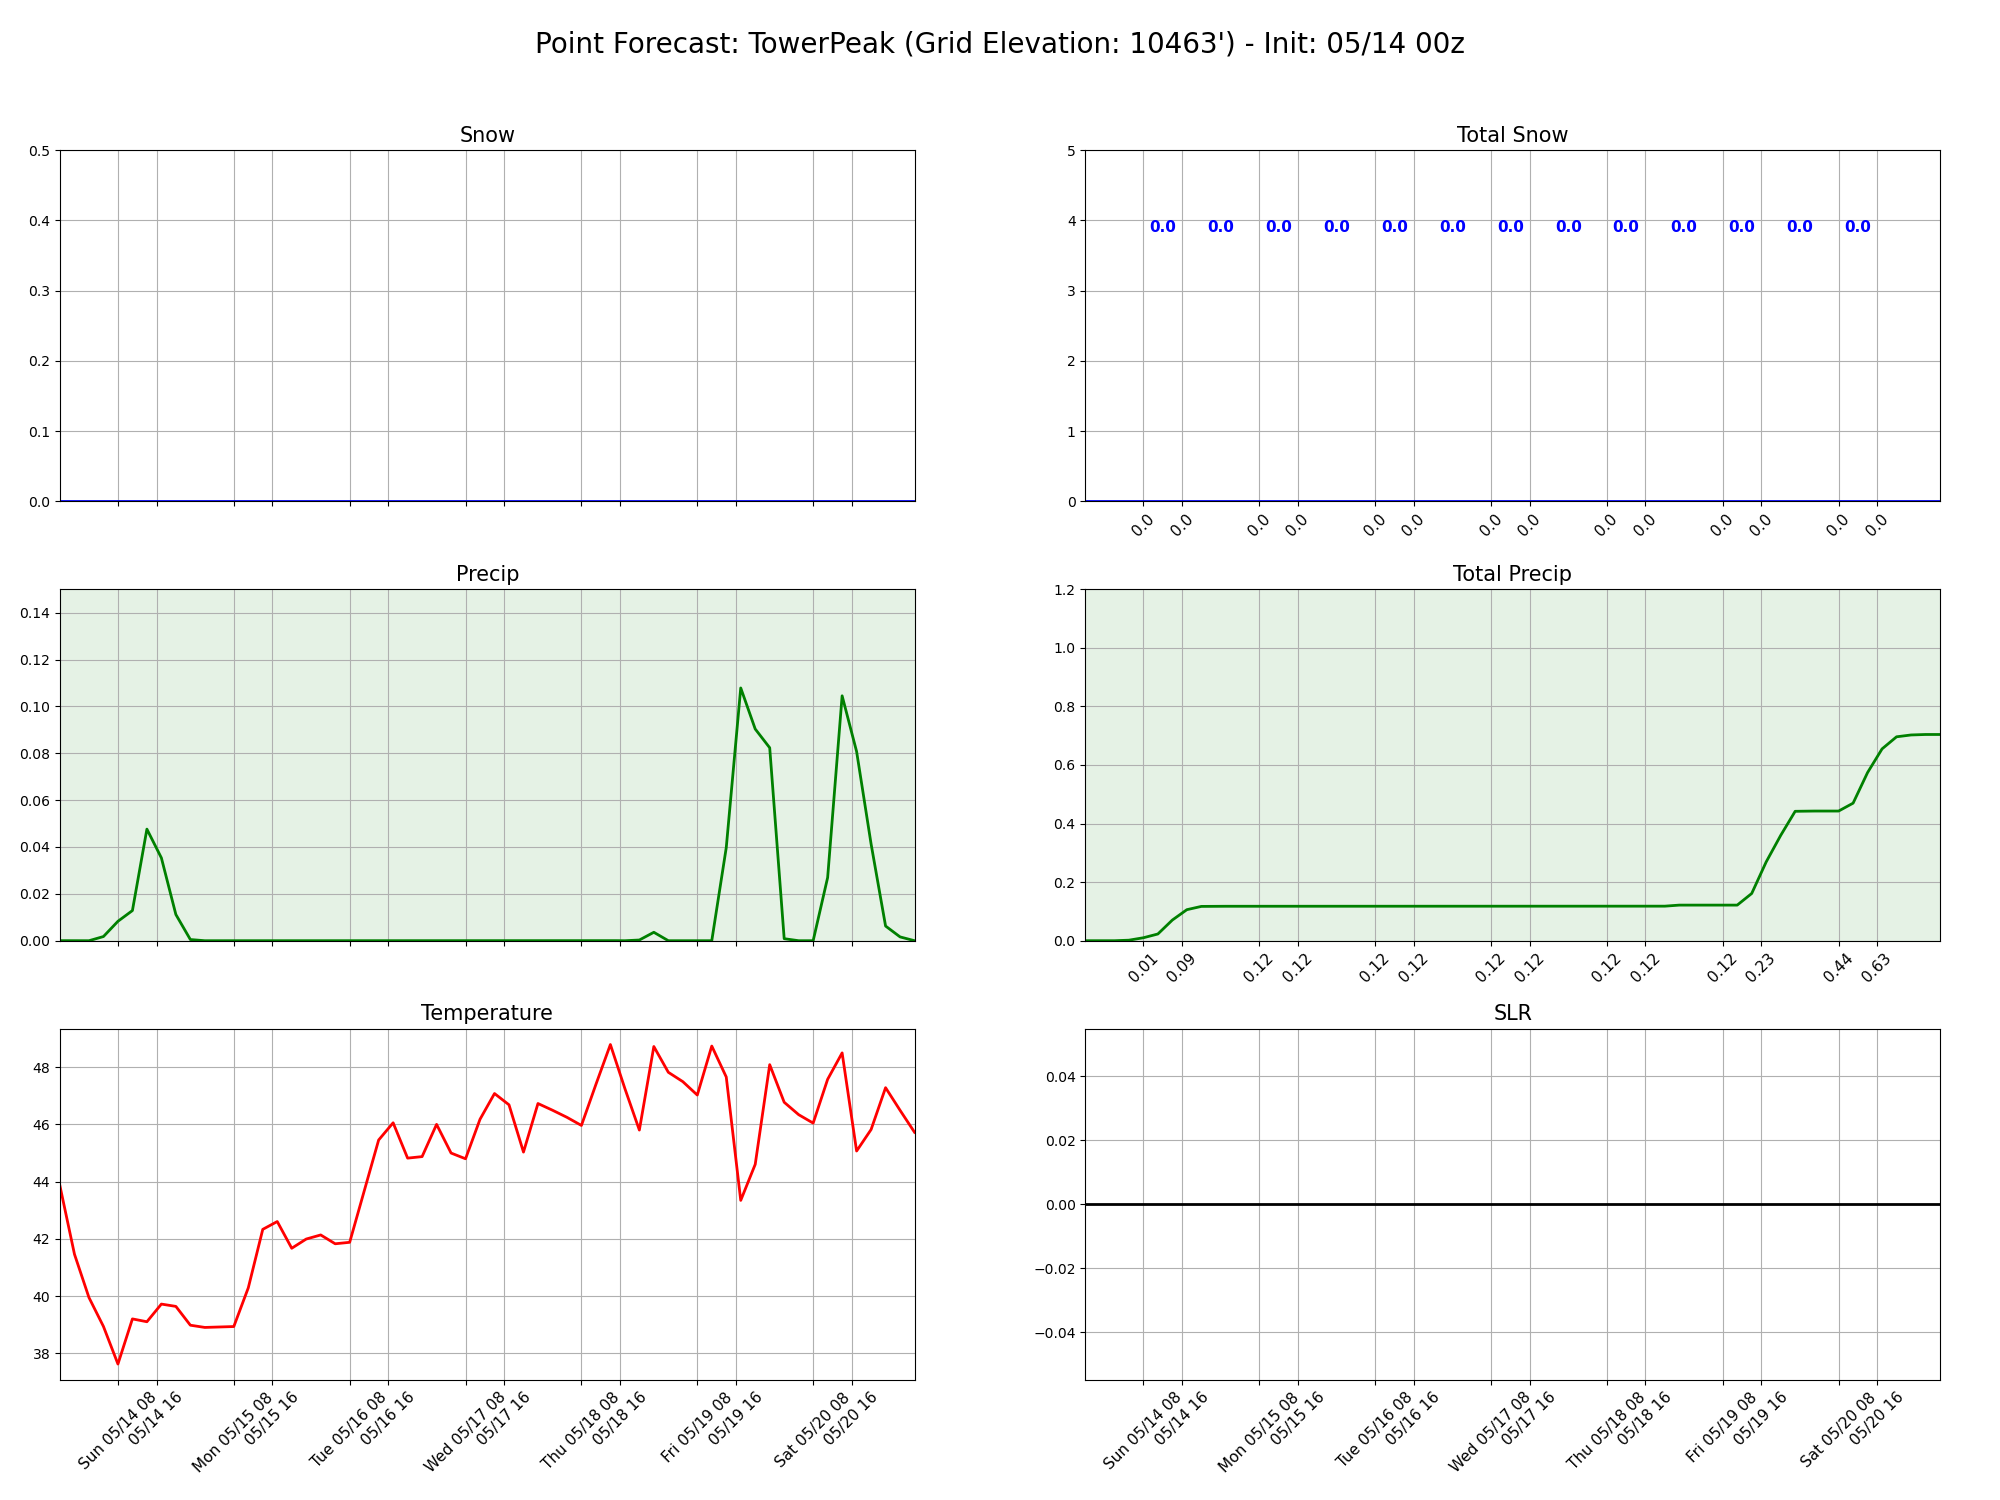 Point Forecast: TowerPeak (Grid Elevation: 10463') - Init: 05/14 00z
Snow
0.5
0.4
0.3
0.2
0.1
0.0
Total Snow
5
4
3
2
1
0
0.0 0.0 0.0 0.0 0.0 0.0 0.0 0.0 0.0 0.0 0.0 0.0 0.0
0.0 0.0 0.0 0.0 0.0 0.0 0.0 0.0 0.0 0.0 0.0 0.0 0.0 0.0
Precip
0.14
0.12
0.10
0.08
0.06
0.04
0.02
0.00
Total Precip
1.2
1.0
0.8
0.6
0.4
0.2
0.0
0.01 0.09 0.12 0.12 0.12 0.12 0.12 0.12 0.12 0.12 0.12 0.23 0.44 0.63
Temperature
48
46
44
42
40
38
Sun 05/14 08
05/14 16
Mon 05/15 08
05/15 16
Tue 05/16 08
05/16 16
Wed 05/17 08
05/17 16
Thu 05/18 08
05/18 16
Fri 05/19 08
05/19 16
Sat 05/20 08
05/20 16
SLR
0.04
0.02
0.00
−0.02
−0.04
Sun 05/14 08
05/14 16
Mon 05/15 08
05/15 16
Tue 05/16 08
05/16 16
Wed 05/17 08
05/17 16
Thu 05/18 08
05/18 16
Fri 05/19 08
05/19 16
Sat 05/20 08
05/20 16